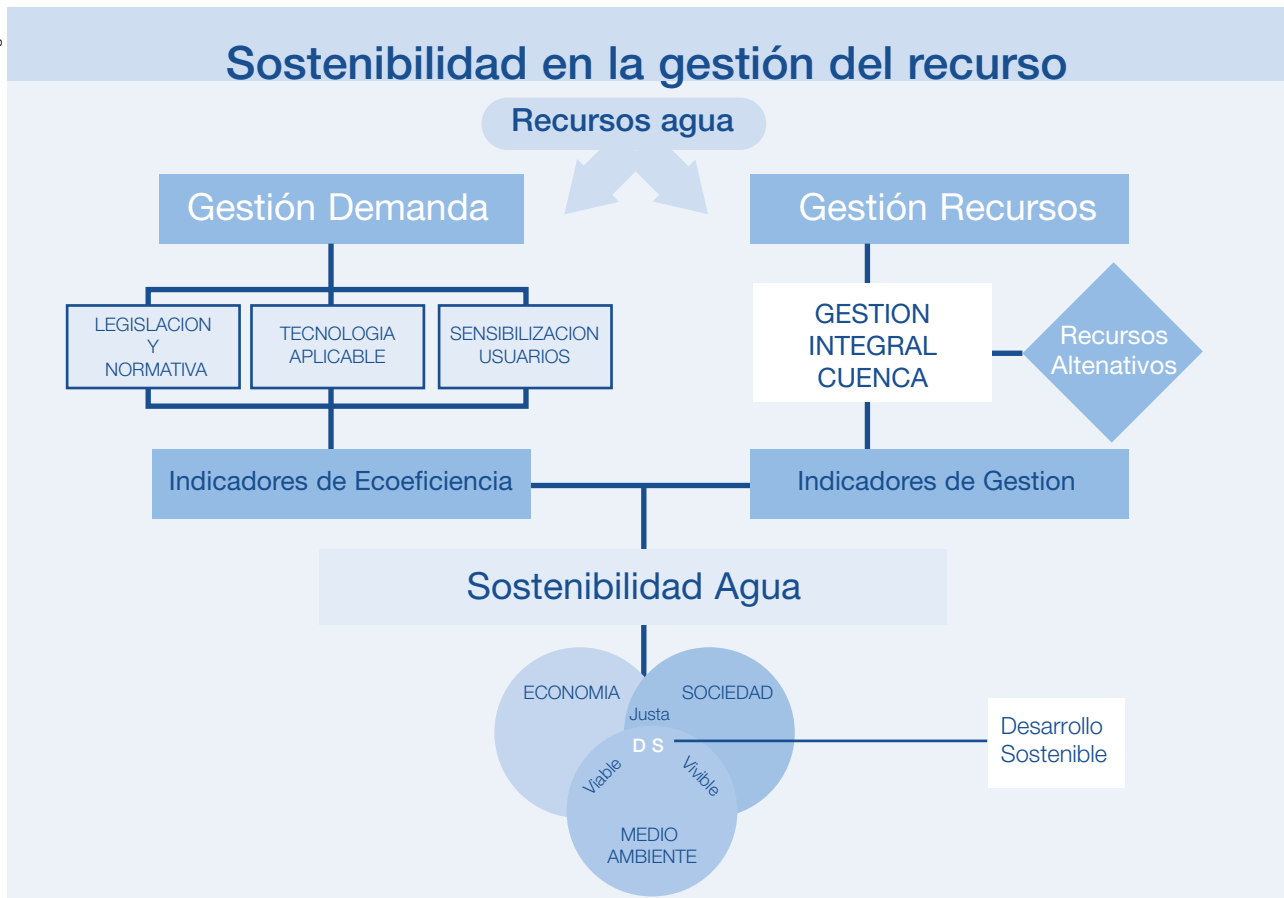 Sostenibilidad en la gestión del recurso
Recursos agua
Gestión Demanda
Gestión Recursos
LEGISLACION
Y
NORMATIVA
TECNOLOGIA
APLICABLE
SENSIBILIZACION
USUARIOS
GESTION
INTEGRAL
CUENCA
Recursos
Altenativos
Indicadores de Ecoeficiencia
Indicadores de Gestion
Sostenibilidad Agua
ECONOMIA
SOCIEDAD
Justa
D S
Viable
Vivible
MEDIO
AMBIENTE
Desarrollo
Sostenible